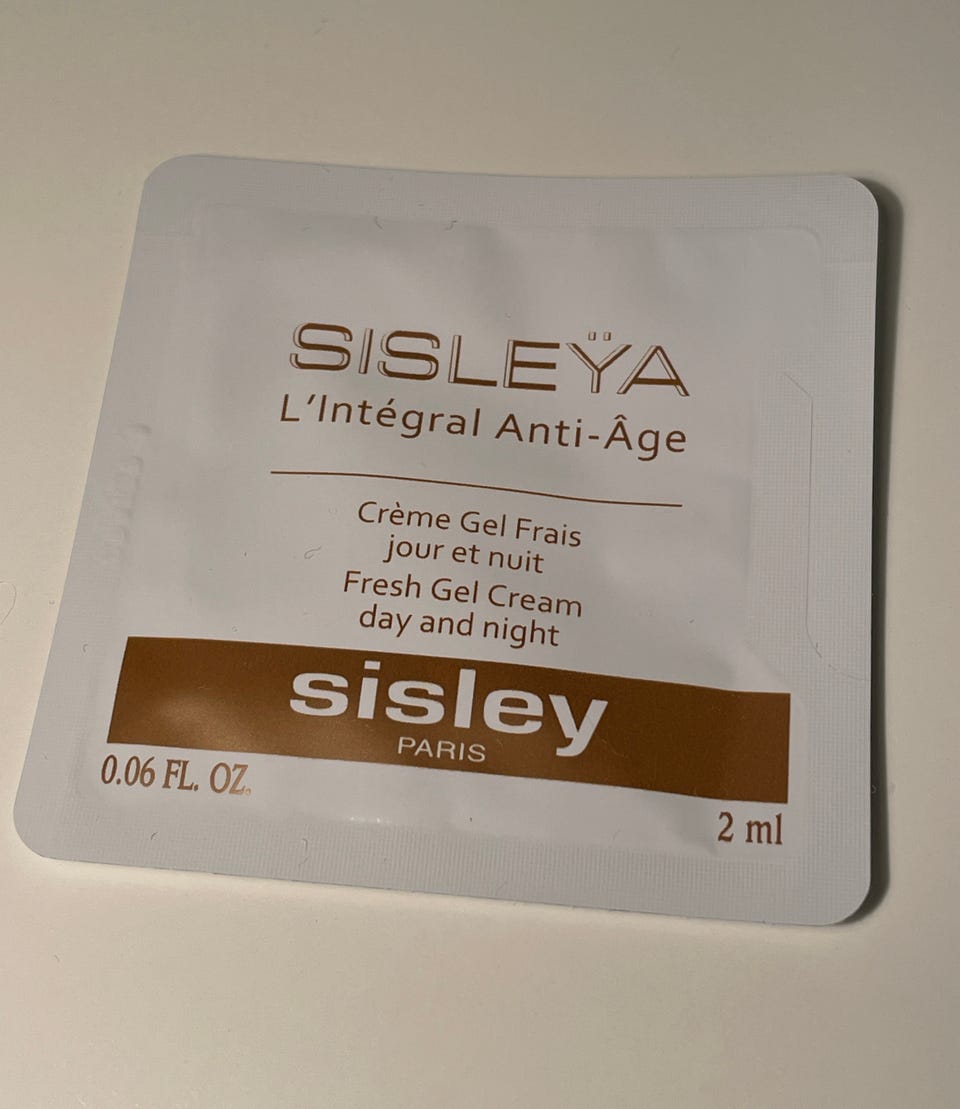 SISLEŸA
L'Intégral Anti-Âge
Crème Gel Frais
jour et nuit
Fresh Gel Cream
day and night
sisley
PARIS
0.06 FL. OZ.
2 ml